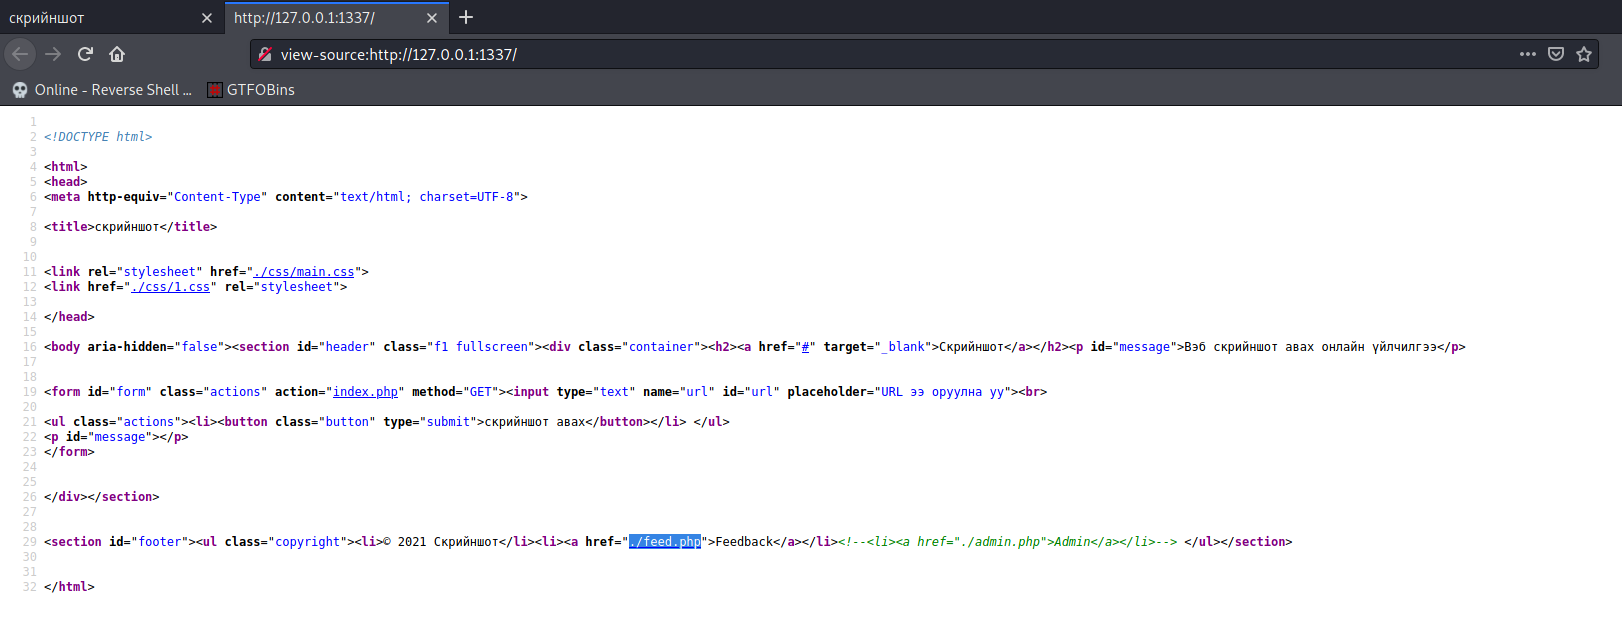 скрийншот
http://127.0.0.1:1337/
view-source:http://127.0.0.1:1337/
Online - Reverse Shell ...
GTFOBins
1
2 <!DOCTYPE html>
3
4 <html>
5 <head>
6 <meta http-equiv="Content-Type" content="text/html; charset=UTF-8">
7
8 <title>скрийншот</title>
9
10
11 <link rel="stylesheet" href="./css/main.css">
12 <link href="./css/1.css" rel="stylesheet">
13
14 </head>
15
16 <body aria-hidden="false"><section id="header" class="f1 fullscreen"><div class="container"><h2><a href="#" target="_blank">Скрийншот</a></h2><p id="message">Вэб скрийншот авах онлайн үйлчилгээ</p>
17
18
19 <form id="form" class="actions" action="index.php" method="GET"><input type="text" name="url" id="url" placeholder="URL ээ оруулна уу"><br>
20
21 <ul class="actions"><li><button class="button" type="submit">скрийншот авах</button></li> </ul>
22 <p id="message"></p>
23 </form>
24
25
26 </div></section>
27
28
29 <section id="footer"><ul class="copyright"><li>© 2021 Скрийншот</li><li><a href="./feed.php">Feedback</a></li><!--<li><a href="./admin.php">Admin</a></li>--> </ul></section>
30
31
32 </html>